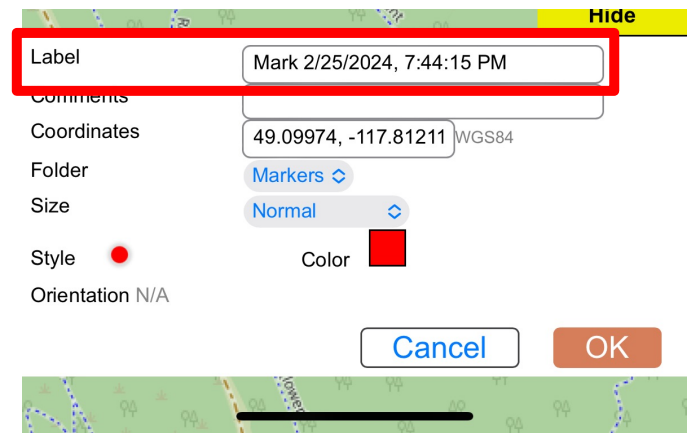 Hide
Label
Mark 2/25/2024, 7:44:15 PM
Comments
Coordinates
49.09974, -117.81211 WGS84
Folder
Markers
Size
Normal
Style
Color
Orientation N/A
Cancel
OK